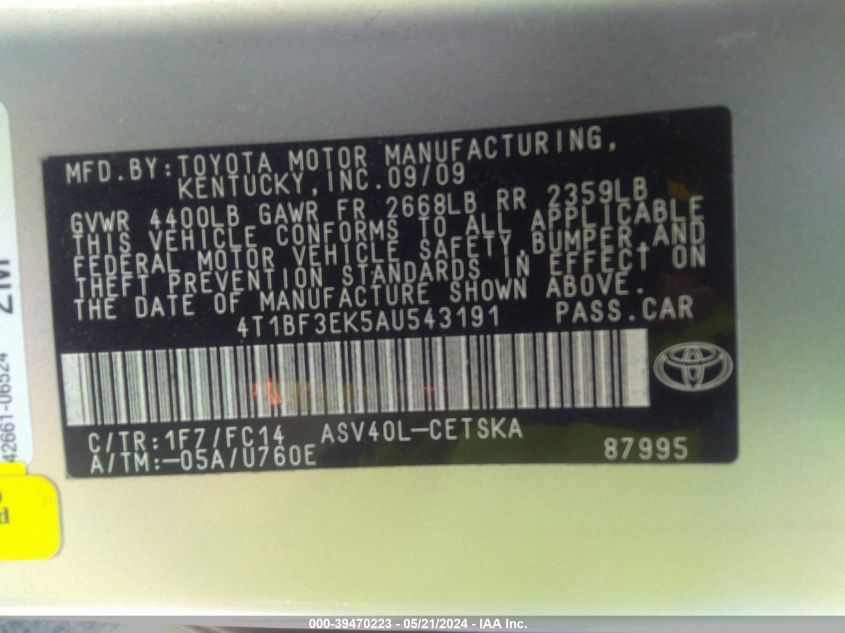 MFD.BY:TOYOTA MOTOR MANUFACTURING,
KENTUCKY,INC.09/09
GVWR 4400LB GAWR FR 2668LB RR 2359LB
THIS VEHICLE CONFORMS TO ALL APPLICABLE
FEDERAL MOTOR VEHICLE SAFETY,BUMPER,AND
THEFT PREVENTION STANDARDS IN EFFECT ON
THE DATE OF MANUFACTURE SHOWN ABOVE.
4T1BF3EK5AU543191 PASS.CAR
C/TR:1F7/FC14 ASV40L-CETSKA
A/TM:-05A/U760E 87995
42661-06524
ZM
d
000-39470223 - 05/21/2024 - IAA Inc.